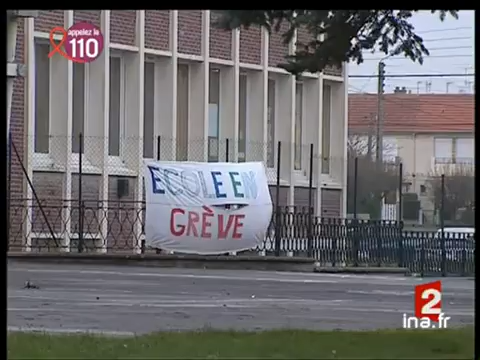 appelez le
110
ECOLE EN
GRÈVE
2
ina.fr